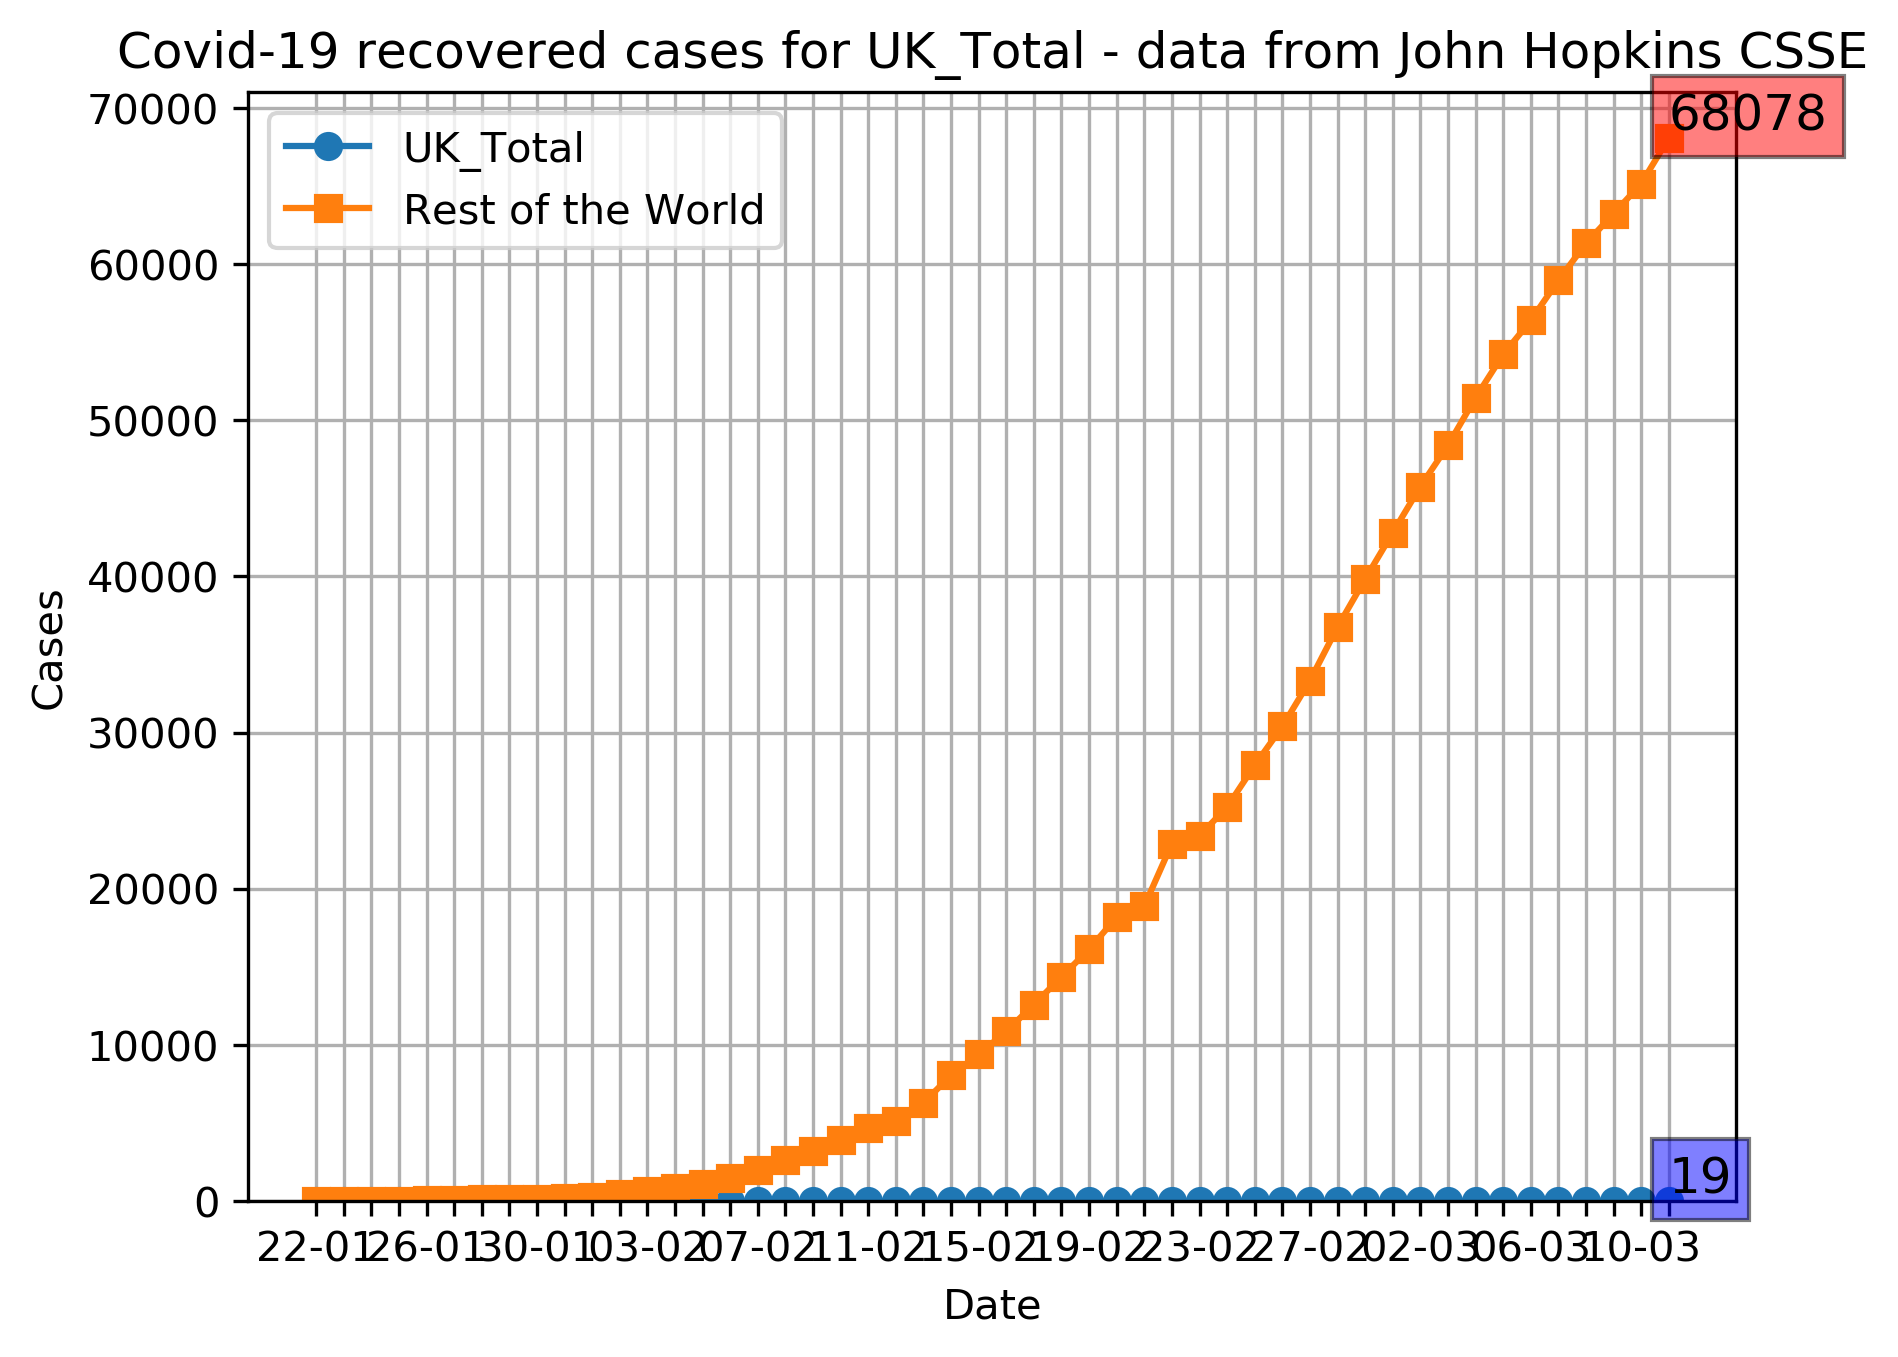 Covid-19 recovered cases for UK_Total - data from John Hopkins CSSE
68078
70000
60000
50000
40000
30000
20000
10000
0
UK_Total
Rest of the World
Cases
19
22-01 26-01 30-01 03-02 07-02 11-02 15-02 19-02 23-02 27-02 02-03 06-03 10-03
Date